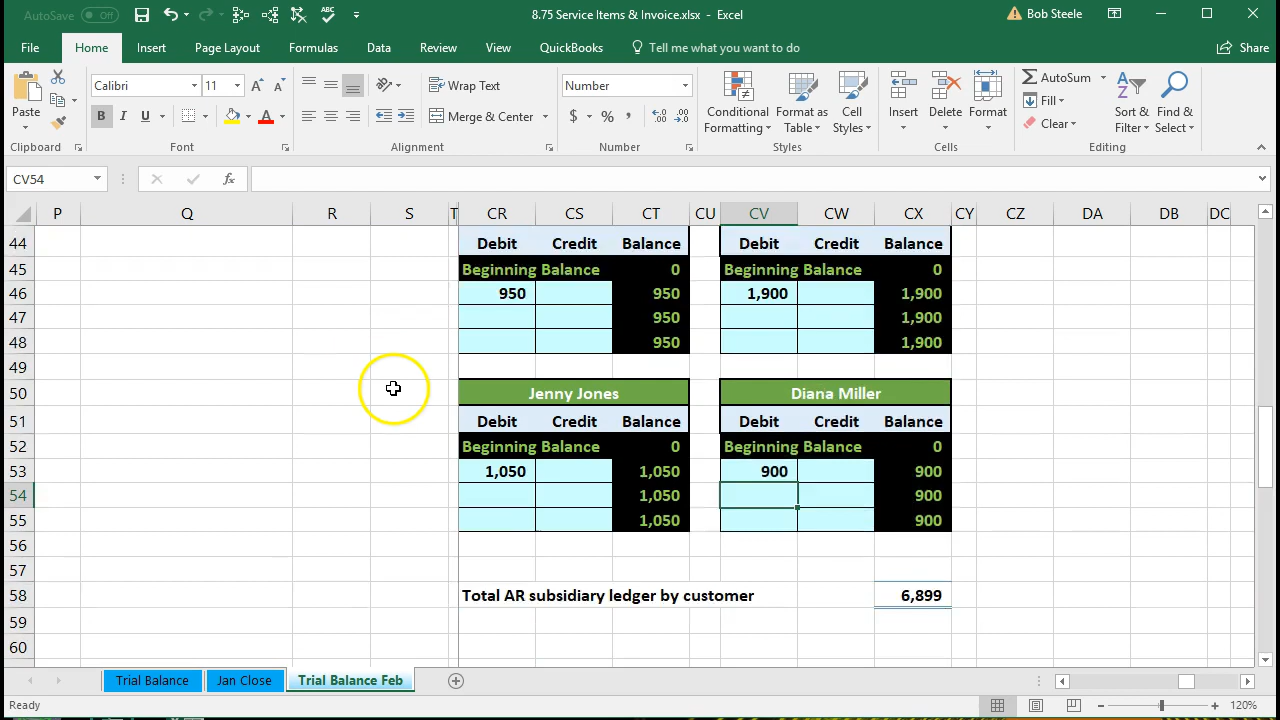 AutoSave Off 8.75 Service Items & Invoice.xlsx - Excel Bob Steele
File Home Insert Page Layout Formulas Data Review View QuickBooks Tell me what you want to do Share
Paste Calibri 11 Wrap Text Number AutoSum
B I U Merge & Center $ % , Conditional Formatting Format as Table Cell Styles Insert Delete Format Fill Clear Sort & Filter Find & Select
Clipboard Font Alignment Number Styles Cells Editing
CV54 fx
P Q R S T CR CS CT CU CV CW CX CY CZ DA DB DC
44 Debit Credit Balance Debit Credit Balance
45 Beginning Balance 0 Beginning Balance 0
46 950 950 1,900 1,900
47 950 1,900
48 950 1,900
49
50 Jenny Jones Diana Miller
51 Debit Credit Balance Debit Credit Balance
52 Beginning Balance 0 Beginning Balance 0
53 1,050 1,050 900 900
54 1,050 900
55 1,050 900
56
57
58 Total AR subsidiary ledger by customer 6,899
59
60
Trial Balance Jan Close Trial Balance Feb
Ready 120%